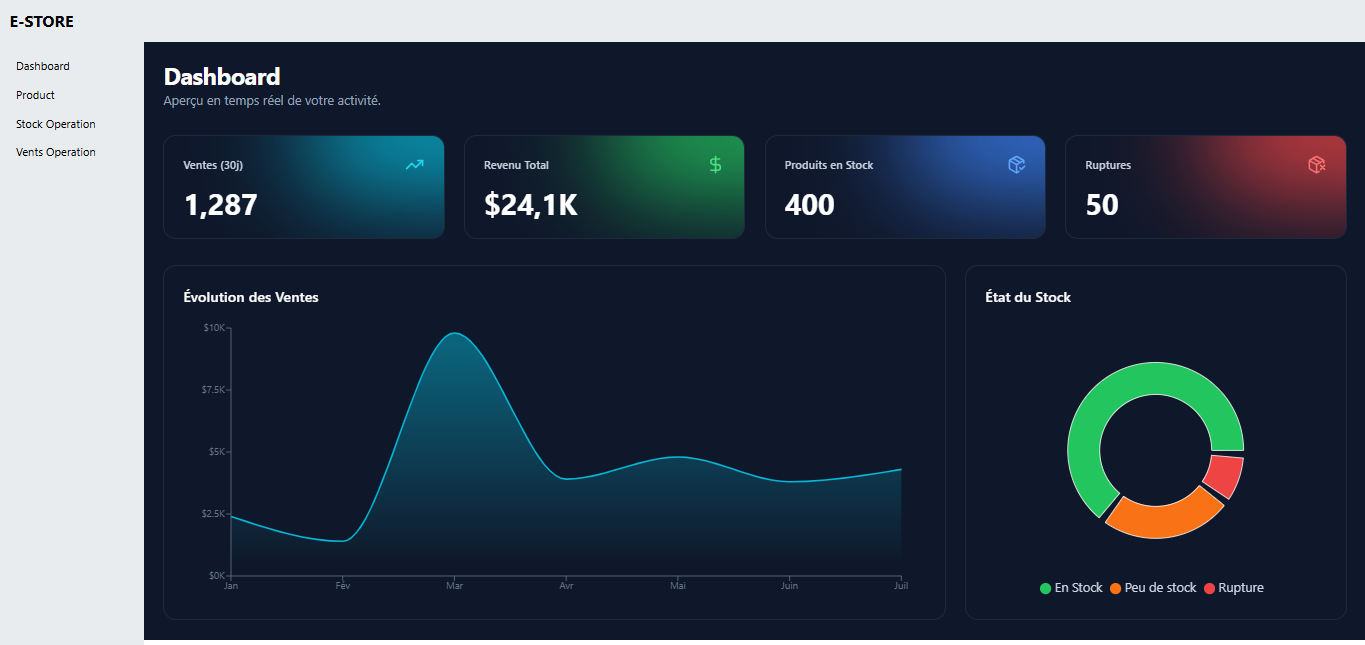 E-STORE
Dashboard
Product
Stock Operation
Vents Operation
Dashboard
Aperçu en temps réel de votre activité.
Ventes (30j)
1,287
Revenu Total
$24,1K
Produits en Stock
400
Ruptures
50
Évolution des Ventes
$10K
$7.5K
$5K
$2.5K
$0K
Jan Fév Mar Avr Mai Juin Juil
État du Stock
En Stock Peu de stock Rupture